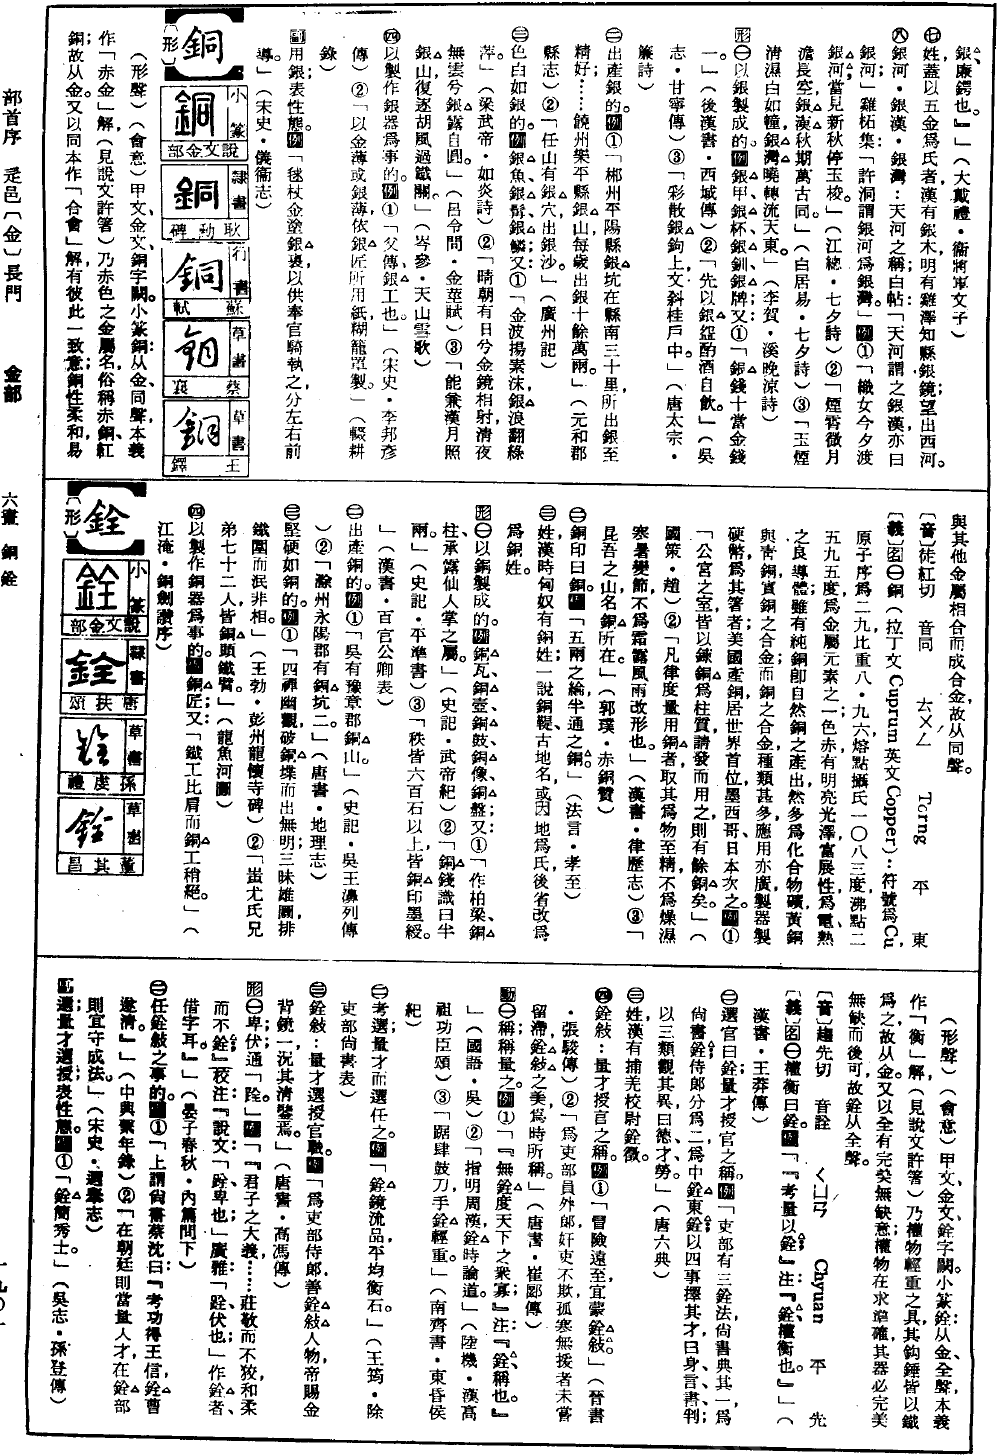 銀廉鍔也。』」(大戴禮・衞將軍文子)
㊆姓蓋以五金爲氏者漢有銀木明有雞澤知縣銀鏡望出西河。
㊇銀河・銀漢・銀灣：天河之稱白帖「天河謂之銀漢亦曰
銀河」雞柘集「許洞謂銀河爲銀灣。」例①「織女今夕渡
銀河當見新秋停玉梭。」(江總・七夕詩)②「煙霄微月
澹長空銀漢秋期萬古同。」(白居易・七夕詩)③「玉煙
清濕白如幢銀灣曉轉流天東。」(李賀・溪晚涼詩)
形㊀以銀製成的。例銀甲、銀杯、銀釧、銀牌又：①「銀錢十當金錢
一。」(後漢書・西域傳)②「先以銀盌酌酒自飲。」(吳
志・甘寧傳)③「彩散銀鉤上文斜桂戶中。」(唐太宗・
簾詩)
㊁出產銀的。例①「郴州平陽縣銀坑在縣南三十里所出銀至
精好……饒州樂平縣銀山每歲出銀十餘萬兩。」(元和郡
縣志)②「任山有銀穴出銀沙。」(廣州記)
㊂色白如銀的。例銀魚、銀髯、銀鱗又：①「金波揚素沫銀浪翻綠
萍。」(梁武帝・如炎詩)②「晴朝有日兮金鏡相射清夜
無雲兮銀露自圓。」(呂令問・金莖賦)③「能兼漢月照
銀山復逐胡風過鐵關。」(岑參・天山雪歌)
㊃以製作銀器爲事的。例①「父傳銀工也。」(宋史・李邦彥
傳)②「以金薄或銀薄依銀匠所用紙糊籠罩製。」(輟耕
錄)
副用銀表性態。例「毬杖金塗銀裹以供奉官騎執之分左右前
導。」(宋史・儀衞志)
銅
〔形〕
小篆 說文金部
隸書 耿勳碑
行書 蘇軾
草書 蔡襄
草書 王鐸
(形聲)(會意)甲文、金文銅字闕。小篆銅：从金、同聲本義
作「赤金」解(見說文許箸)乃赤色之金屬名俗稱赤銅紅
銅故从金。又以同本作「合會」解有彼此一致意銅性柔和易
部首序 辵邑〔金〕長門 金部 六畫 銅 銓 一九〇一
與其他金屬相合而成合金故从同聲。
〔音〕徒紅切 音同 ㄊㄨㄥˊ Torng 平 東
〔義〕名㊀銅(拉丁文Cuprun英文Copper)：符號爲Cu，
原子序爲二九比重八・九六熔點攝氏一〇八三度沸點二
五九五度爲金屬元素之一色赤有明亮光澤富展性爲電、熱
之良導體雖有純銅卽自然銅之產出然多爲化合物礦黃銅
與青銅實銅之合金而銅之合金種類甚多應用亦廣製器製
硬幣爲其箸者美國產銅居世界首位墨西哥、日本次之。例①
「公宮之室皆以鍊銅爲柱質請發而用之則有餘銅矣。」(
國策・趙)②「凡律度量用銅者取其爲物至精不爲燥濕
寒暑變節不爲霜露風雨改形也。」(漢書・律歷志)③「
昆吾之山名銅所在。」(郭璞・赤銅贊)
㊁銅印曰銅。例「五兩之綸半通之銅。」(法言・孝至)
㊂姓漢時匈奴有銅姓；一說銅鞮古地名或因地爲氏後省改爲
爲銅姓。
形㊀以銅製成的。例銅瓦、銅壺、銅鼓、銅像、銅盤又：①「作柏梁、銅
柱承露仙人掌之屬。」(史記・武帝紀)②「銅錢識曰半
兩。」(史記・平準書)③「秩皆六百石以上皆銅印墨綬。
」(漢書・百官公卿表)
㊁出產銅的。例①「吳有豫章郡銅山。」(史記・吳王濞列傳
)②「滁州永陽郡有銅坑二。」(唐書・地理志)
㊂堅硬如銅的。例①「四禪幽觀破銅堞而出無明；三昧雄圖排
鐵圍而泯非相。」(王勃・彭州龍懷寺碑)②「蚩尤氏兄
弟七十二人皆銅頭鐵臂。」(龍魚河圖)
㊃以製作銅器爲事的。例銅匠又：「鐵工比肩而銅工稍絕。」(
江淹・銅劍讚序)
銓
〔形〕
小篆 說文金部
隸書 唐扶頌
草書 孫虔禮
草書 董其昌
(形聲)(會意)甲文、金文銓字闕。小篆銓：从金、全聲本義
作「衡」解(見說文許箸)乃權物輕重之具其鉤、錘皆以鐵
爲之故从金。又以全有完癸無缺意權物在求準確其器必完美
無缺而後可故銓从全聲。
〔音〕趨先切 音詮 ㄑㄩㄢˊ Chyuan 平 先
〔義〕名㊀權衡曰銓。例「『考量以銓』注：『銓權衡也。』」(
漢書・王莽傳)
㊁選官曰銓量才授官之稱。例「吏部有三銓法尚書典其一爲
尚書銓侍郎分爲二爲中銓東銓以四事擇其才曰身言書判；
以三類觀其異曰德才勞。」(唐六典)
㊂姓漢有捕羌校尉銓徵。
㊃銓敍：量才授官之稱。例①「冒險遠至宜蒙銓敍。」(晉書
・張駿傳)②「爲吏部員外郎奸吏不欺孤寒無援者未嘗
留滯銓敍之美爲時所稱。」(唐書・崔郾傳)
動㊀稱稱量之。例①「『無銓度天下之衆寡』注：『銓稱也』
」(國語・吳)②「指明周漢銓時論道。」(陸機・漢高
祖功臣頌)③「踞肆鼓刀手銓輕重。」(南齊書・東昏侯
紀)
㊁考選量才而選任之。例「銓鏡流品平均衡石。」(王筠・除
吏部尚書表)
㊂銓敍：量才選授官職。例「爲吏部侍郎善銓敍人物帝賜金
背鏡一況其清鑒焉。」(唐書・高馮傳)
形㊀卑伏通「跧」。例「『君子之大義……莊敬而不狡和柔
而不銓』校注：『說文「跧卑也」廣雅「跧伏也」作銓者、
借字耳。』」(晏子春秋・內篇問下)
㊁任銓敍之事的。例①「上謂尚書蔡沈曰『考功得王信銓曹
遂清。』」(中興繫年錄)②「在朝廷則當量人才在銓部
則宜守成法。」(宋史・選舉志)
副選量才選授表性態。例①「銓簡秀士。」(吳志・孫登傳)